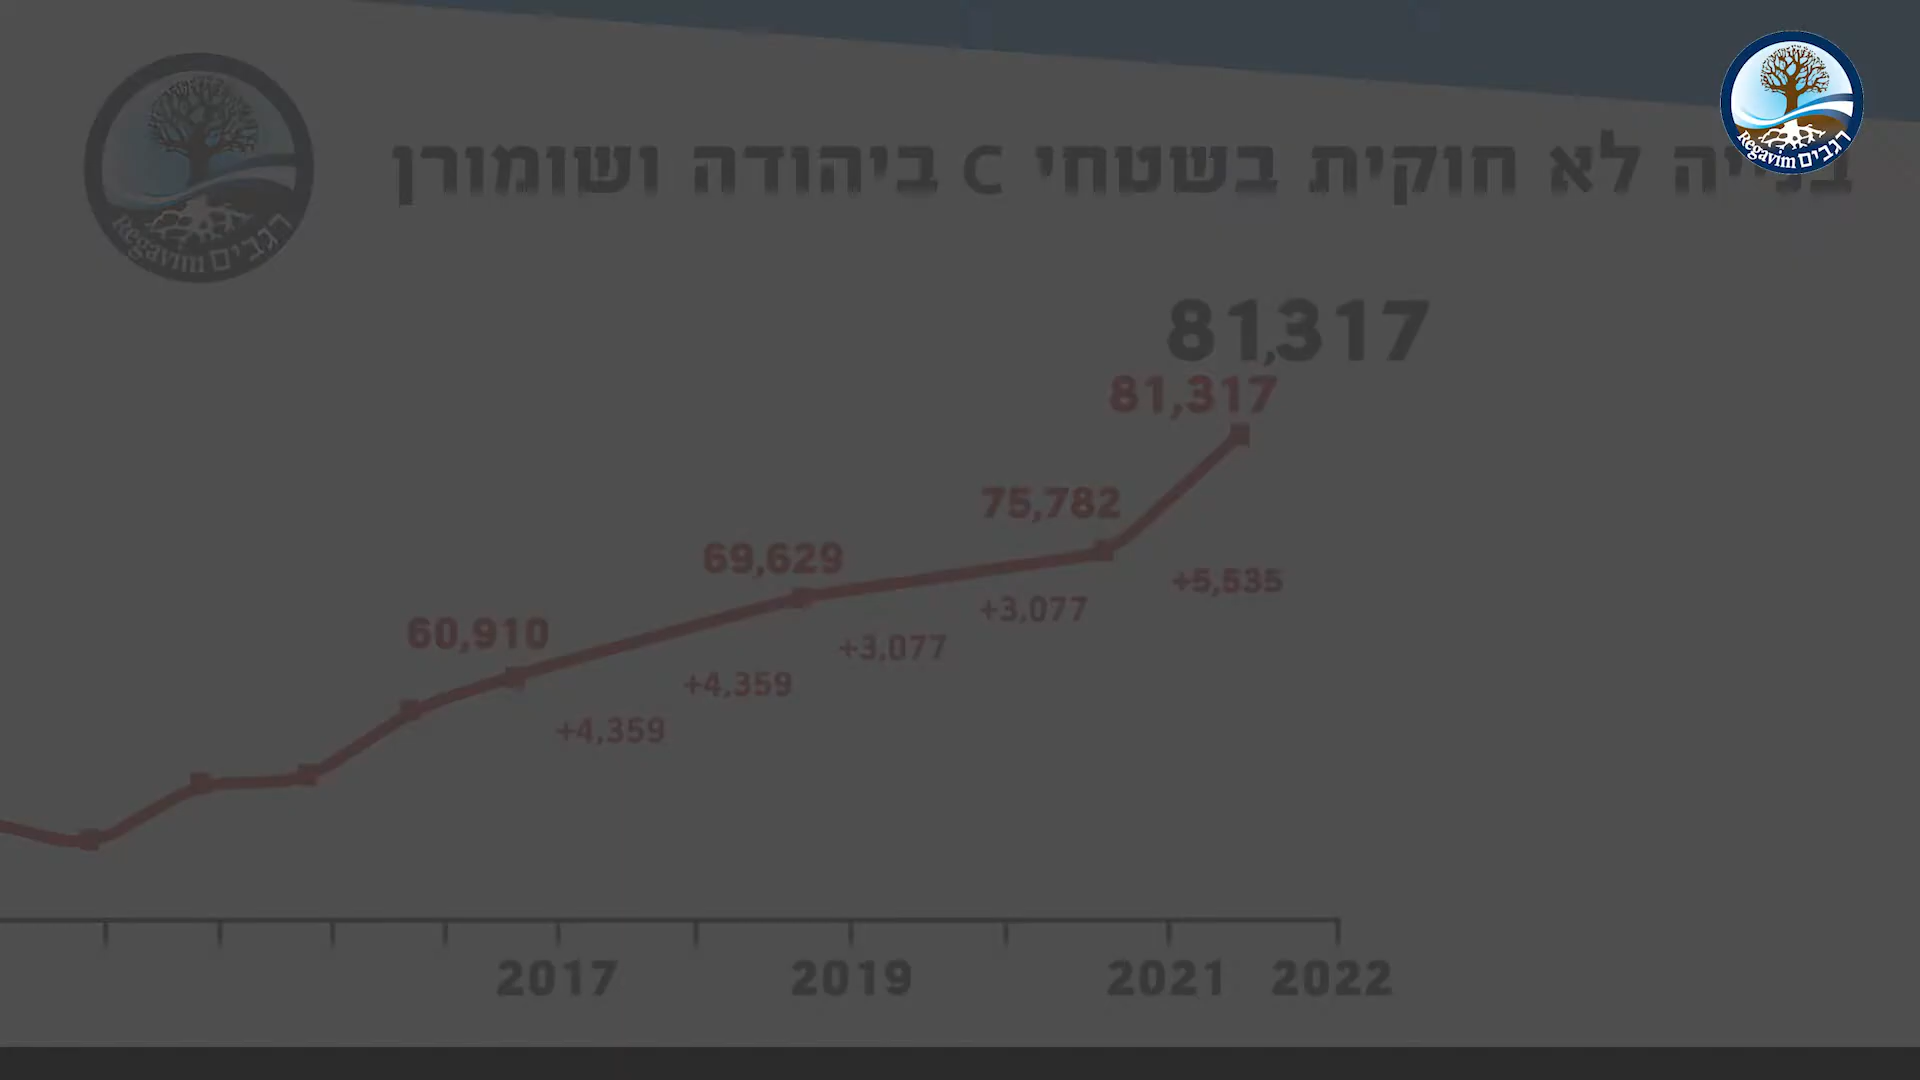 Regavim רגבים
Regavim רגבים
בנייה לא חוקית בשטחי C ביהודה ושומורן
81,317
81,317
75,782
69,629
+5,535
+3,077
60,910
+3,077
+4,359
+4,359
2017 2019 2021 2022